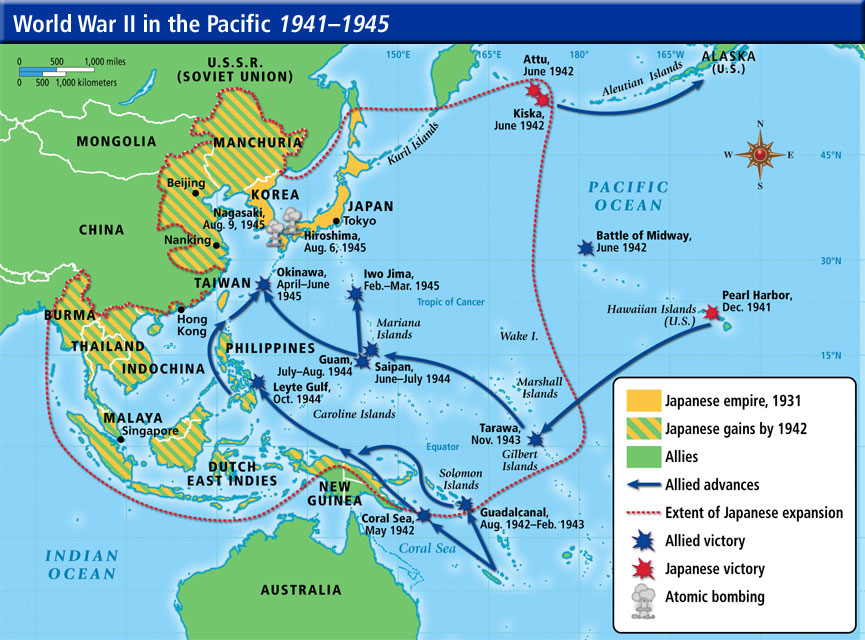 World War II in the Pacific 1941–1945
0 500 1,000 miles
0 500 1,000 kilometers
U.S.S.R.
(SOVIET UNION)
150°E
165°E
180°
165°W
ALASKA
(U.S.)
Attu,
June 1942
Aleutian Islands
Kiska,
June 1942
MONGOLIA
MANCHURIA
Kuril Islands
N
W
E
S
45°N
Beijing
KOREA
JAPAN
PACIFIC
OCEAN
Nagasaki,
Aug. 9, 1945
Tokyo
CHINA
Nanking
Hiroshima,
Aug. 6, 1945
Battle of Midway,
June 1942
30°N
TAIWAN
Okinawa,
April–June
1945
Iwo Jima,
Feb.–Mar. 1945
Tropic of Cancer
Pearl Harbor,
Dec. 1941
Hawaiian Islands
(U.S.)
BURMA
Hong
Kong
Mariana
Islands
Wake I.
THAILAND
PHILIPPINES
15°N
INDOCHINA
Guam,
July–Aug. 1944
Saipan,
June–July 1944
Leyte Gulf,
Oct. 1944
Marshall
Islands
Caroline Islands
MALAYA
Singapore
Tarawa,
Nov. 1943
Equator
Gilbert
Islands
DUTCH
EAST INDIES
Solomon
Islands
NEW
GUINEA
Guadalcanal,
Aug. 1942–Feb. 1943
Coral Sea,
May 1942
Coral Sea
INDIAN
OCEAN
AUSTRALIA
Japanese empire, 1931
Japanese gains by 1942
Allies
Allied advances
Extent of Japanese expansion
Allied victory
Japanese victory
Atomic bombing